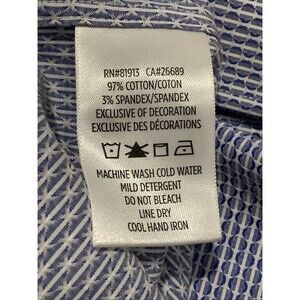 RN#81913 CA#26689
97% COTTON/COTON
3% SPANDEX/SPANDEX
EXCLUSIVE OF DECORATION
EXCLUSIVE DES DÉCORATIONS
MACHINE WASH COLD WATER
MILD DETERGENT
DO NOT BLEACH
LINE DRY
COOL HAND IRON